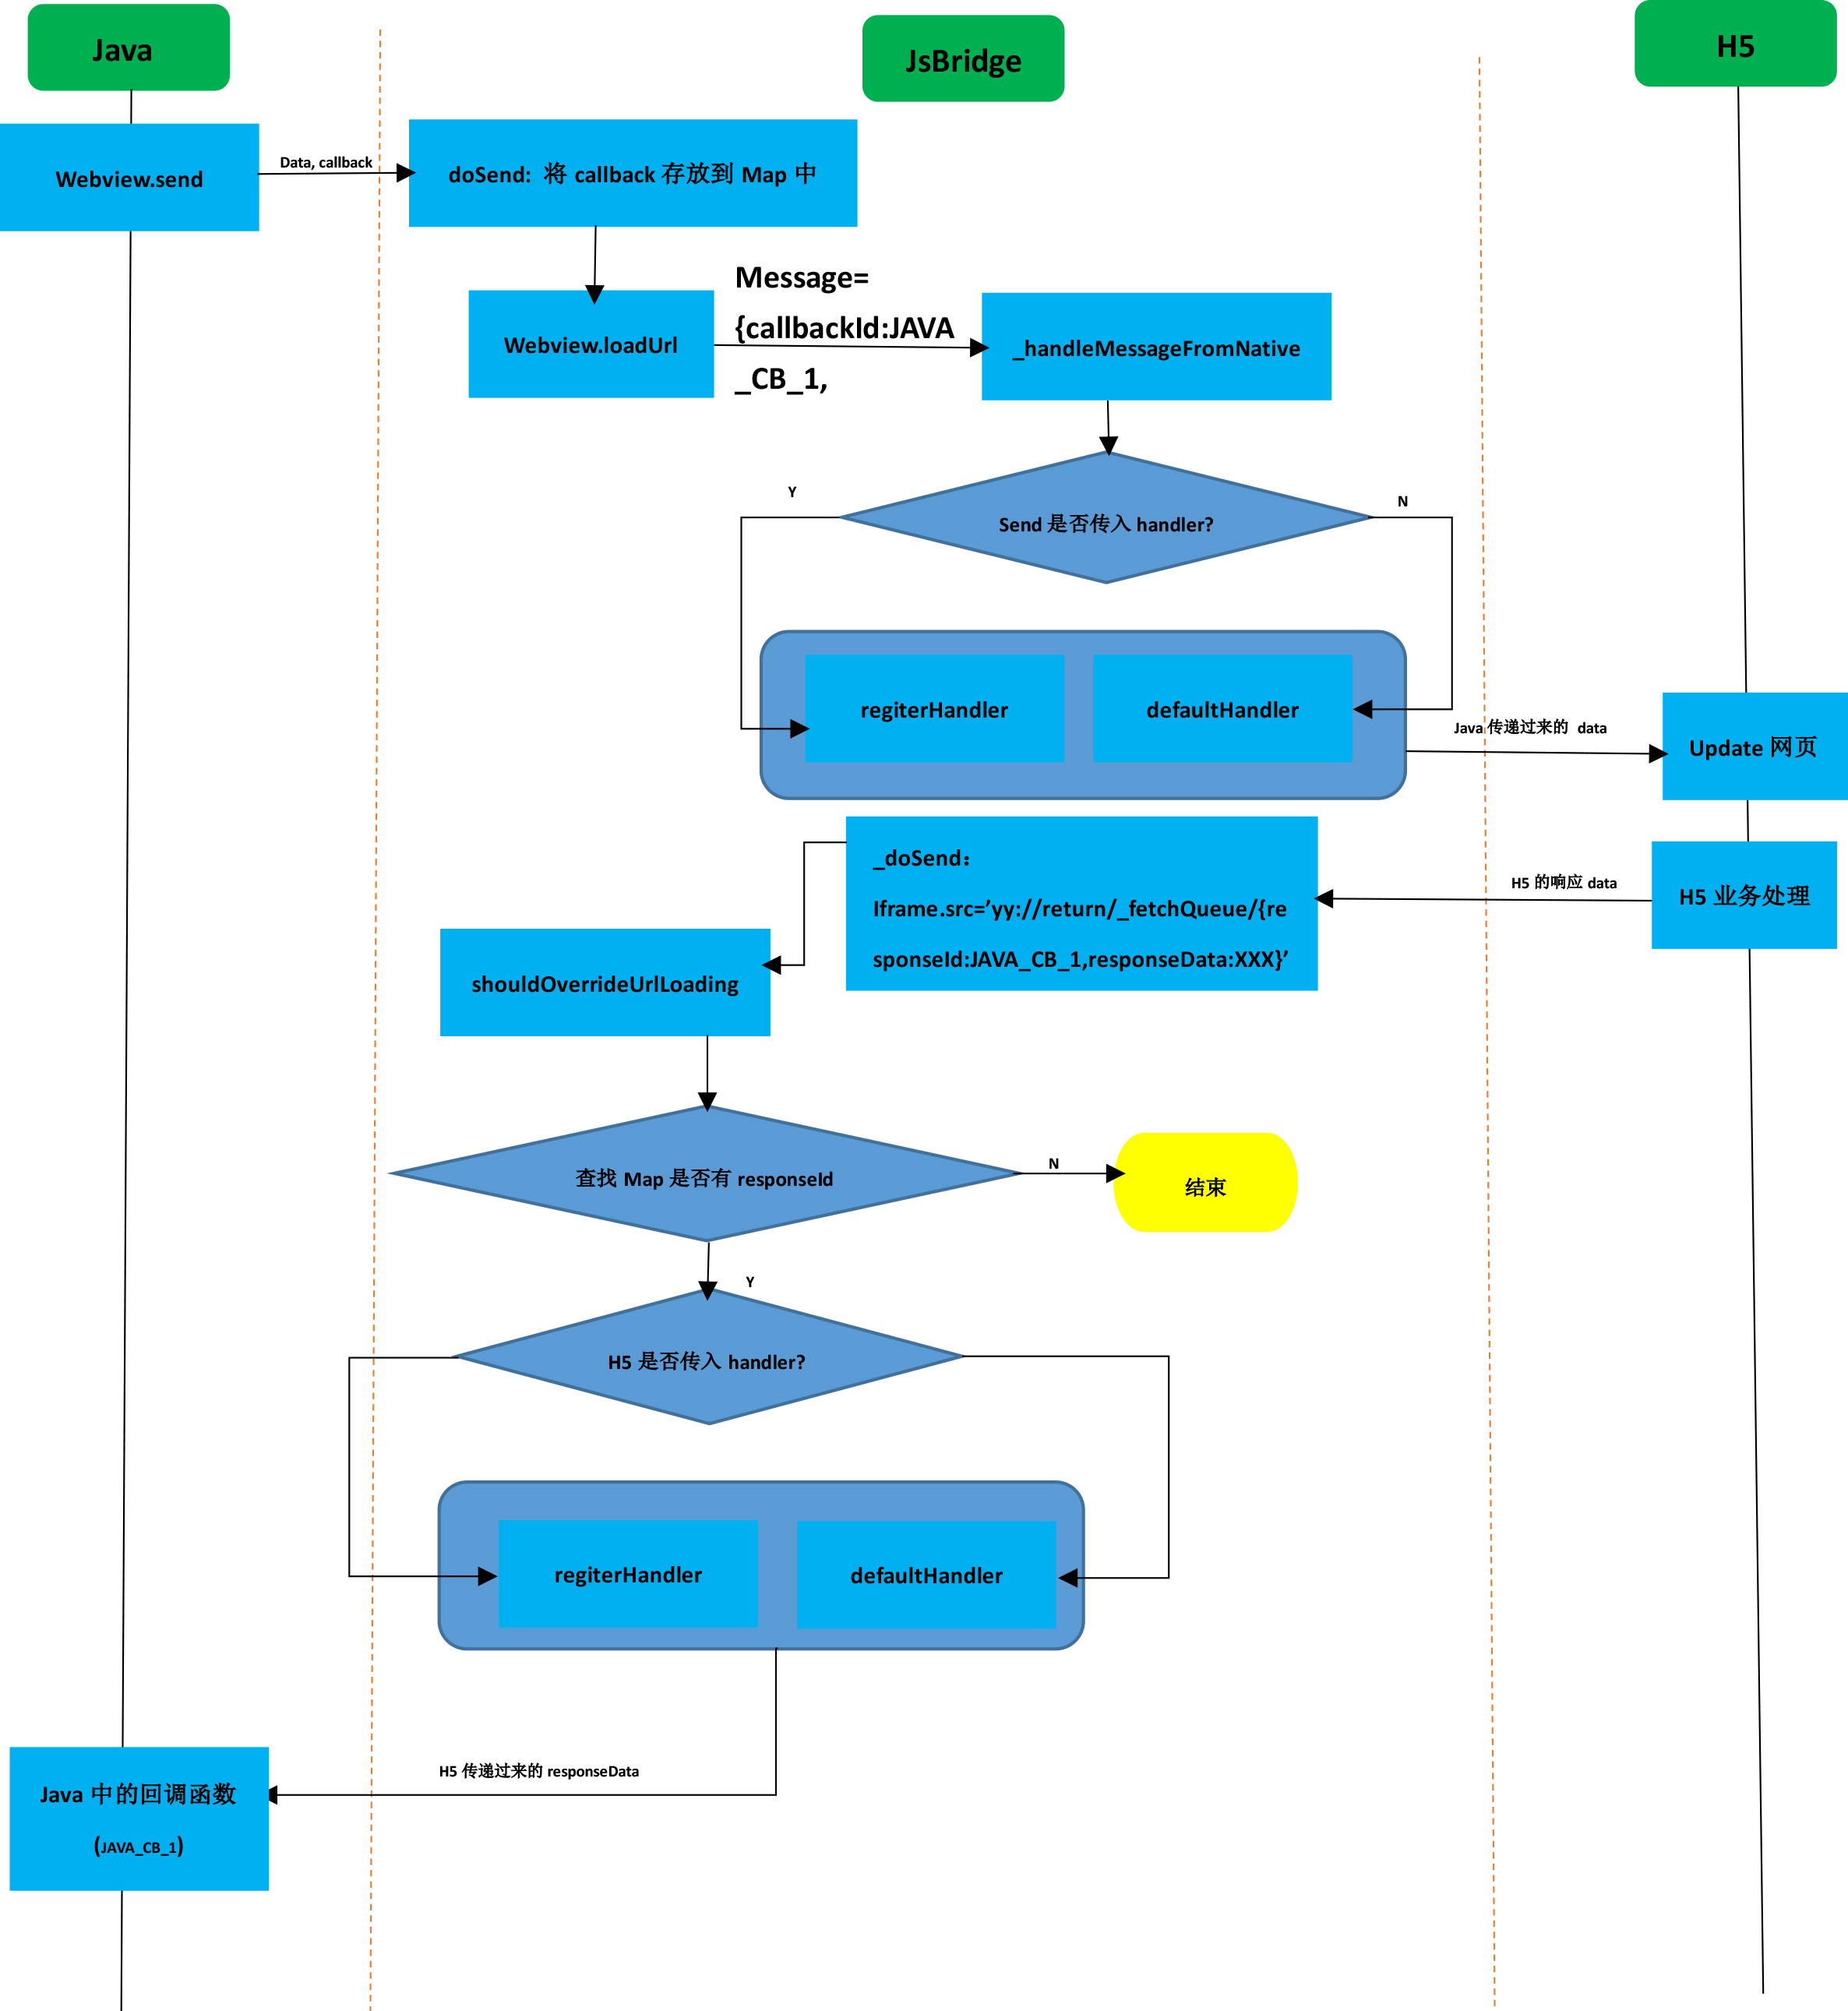 Java
JsBridge
H5
Webview.send
Data, callback
doSend: 将 callback 存放到 Map 中
Webview.loadUrl
Message=
{callbackId:JAVA
_CB_1,
_handleMessageFromNative
Send 是否传入 handler?
Y
N
regiterHandler
defaultHandler
Java 传递过来的 data
Update 网页
H5 业务处理
H5 的响应 data
_doSend：
Iframe.src=’yy://return/_fetchQueue/{re
sponseId:JAVA_CB_1,responseData:XXX}’
shouldOverrideUrlLoading
查找 Map 是否有 responseId
N
结束
Y
H5 是否传入 handler?
regiterHandler
defaultHandler
H5 传递过来的 responseData
Java 中的回调函数
(JAVA_CB_1)